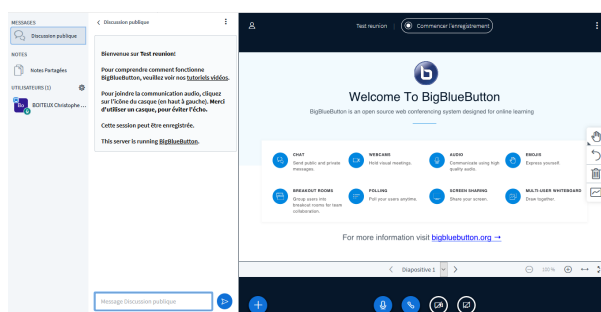 MESSAGES
Discussion publique
NOTES
Notes Partagées
UTILISATEURS (1)
Bo
BOITEUX Christophe ...
Discussion publique
Bienvenue sur Test reunion!
Pour comprendre comment fonctionne
BigBlueButton, veuillez voir nos tutoriels vidéos.
Pour joindre la communication audio, cliquez
sur l'icône du casque (en haut à gauche). Merci
d'utiliser un casque, pour éviter l'écho.
Cette session peut être enregistrée.
This server is running BigBlueButton.
Message Discussion publique
Test reunion
Commencer l'enregistrement
b
Welcome To BigBlueButton
BigBlueButton is an open source web conferencing system designed for online learning
CHAT
Send public and private
messages.
WEBCAMS
Hold visual meetings.
AUDIO
Communicate using high
quality audio.
EMOJIS
Express yourself.
BREAKOUT ROOMS
Group users into
breakout rooms for team
collaboration.
POLLING
Poll your users anytime.
SCREEN SHARING
Share your screen.
MULTI-USER WHITEBOARD
Draw together.
For more information visit bigbluebutton.org →
Diapositive 1
100%